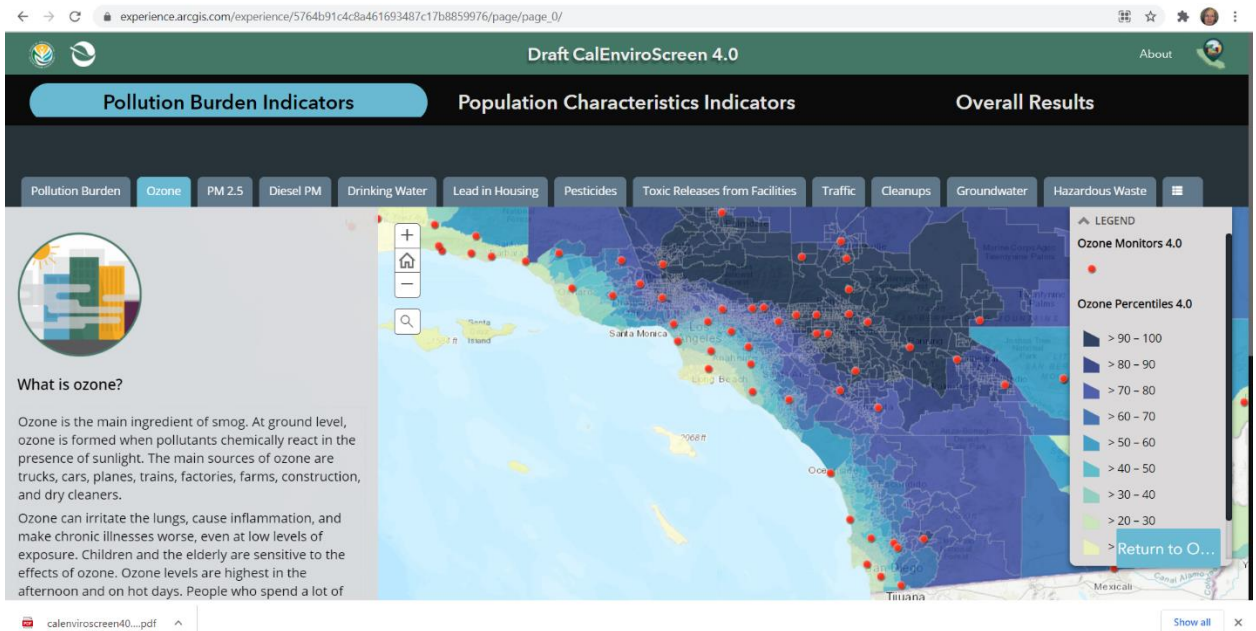 experience.arcgis.com/experience/5764b91c4c8a461693487c17b8859976/page/page_0/
Draft CalEnviroScreen 4.0
About
Pollution Burden Indicators
Population Characteristics Indicators
Overall Results
Pollution Burden
Ozone
PM 2.5
Diesel PM
Drinking Water
Lead in Housing
Pesticides
Toxic Releases from Facilities
Traffic
Cleanups
Groundwater
Hazardous Waste
What is ozone?
Ozone is the main ingredient of smog. At ground level,
ozone is formed when pollutants chemically react in the
presence of sunlight. The main sources of ozone are
trucks, cars, planes, trains, factories, farms, construction,
and dry cleaners.
Ozone can irritate the lungs, cause inflammation, and
make chronic illnesses worse, even at low levels of
exposure. Children and the elderly are sensitive to the
effects of ozone. Ozone levels are highest in the
afternoon and on hot days. People who spend a lot of
Santa Monica
Long Beach
San Diego
Tijuana
Mexicali
LEGEND
Ozone Monitors 4.0
Ozone Percentiles 4.0
> 90 – 100
> 80 – 90
> 70 – 80
> 60 – 70
> 50 – 60
> 40 – 50
> 30 – 40
> 20 – 30
>
Return to O...
calenviroscreen40....pdf
Show all